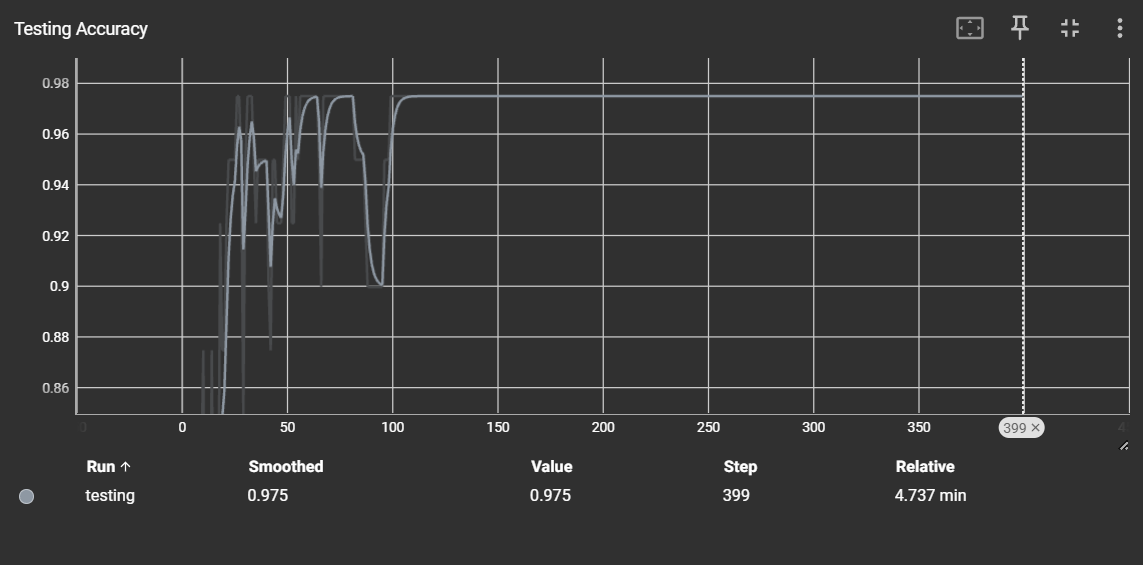 Testing Accuracy
0.98
0.96
0.94
0.92
0.9
0.88
0.86
0 50 100 150 200 250 300 350 399 ×
Run ↑ Smoothed Value Step Relative
testing 0.975 0.975 399 4.737 min